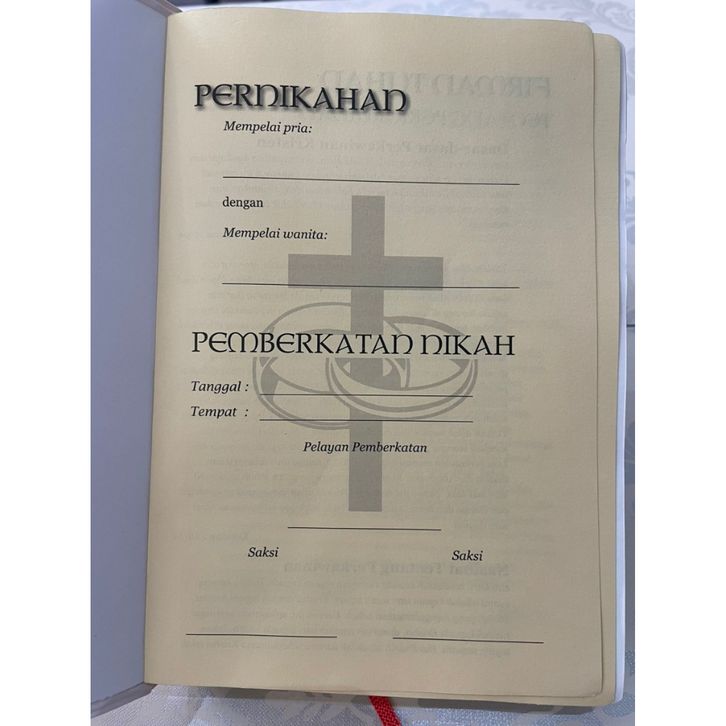 PERNIKAHAN
Mempelai pria:
dengan
Mempelai wanita:
PEMBERKATAN NIKAH
Tanggal :
Tempat :
Pelayan Pemberkatan
Saksi
Saksi